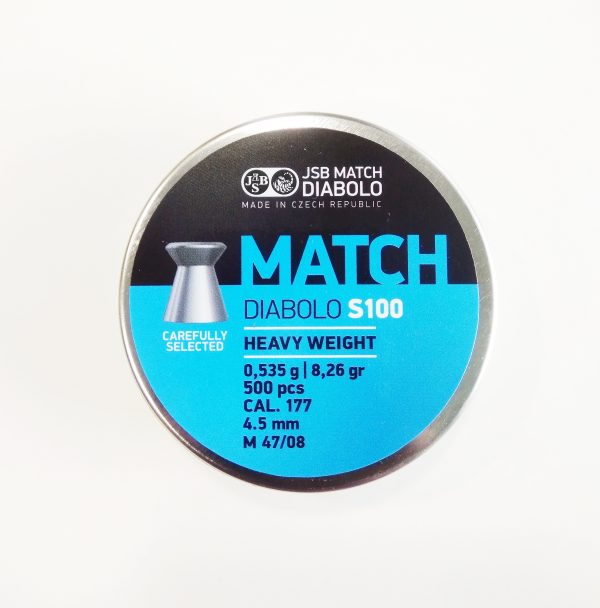 JSB
JSB MATCH
DIABOLO
MADE IN CZECH REPUBLIC
MATCH
DIABOLO S100
CAREFULLY
SELECTED
HEAVY WEIGHT
0,535 g | 8,26 gr
500 pcs
CAL. 177
4.5 mm
M 47/08